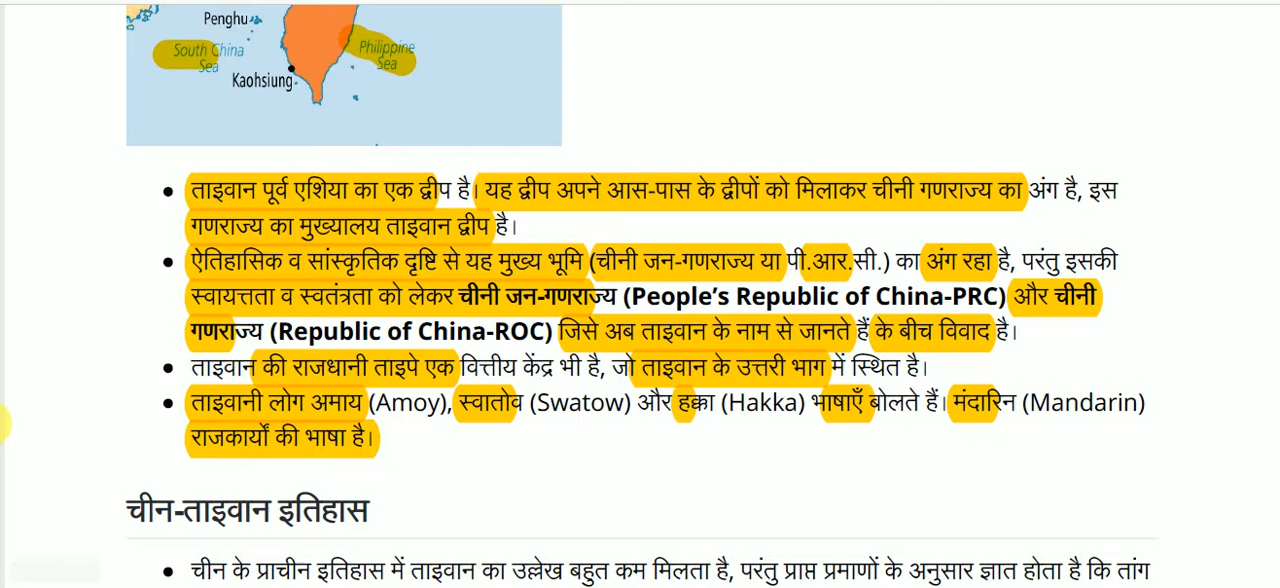 Penghu
South China
Sea
Philippine
Sea
Kaohsiung
• ताइवान पूर्व एशिया का एक द्वीप है। यह द्वीप अपने आस-पास के द्वीपों को मिलाकर चीनी गणराज्य का अंग है, इस
गणराज्य का मुख्यालय ताइवान द्वीप है।
• ऐतिहासिक व सांस्कृतिक दृष्टि से यह मुख्य भूमि (चीनी जन-गणराज्य या पी.आर.सी.) का अंग रहा है, परंतु इसकी
स्वायत्तता व स्वतंत्रता को लेकर चीनी जन-गणराज्य (People’s Republic of China-PRC) और चीनी
गणराज्य (Republic of China-ROC) जिसे अब ताइवान के नाम से जानते हैं के बीच विवाद है।
• ताइवान की राजधानी ताइपे एक वित्तीय केंद्र भी है, जो ताइवान के उत्तरी भाग में स्थित है।
• ताइवानी लोग अमाय (Amoy), स्वातोव (Swatow) और हक्का (Hakka) भाषाएँ बोलते हैं। मंदारिन (Mandarin)
राजकार्यों की भाषा है।
चीन-ताइवान इतिहास
• चीन के प्राचीन इतिहास में ताइवान का उल्लेख बहुत कम मिलता है, परंतु प्राप्त प्रमाणों के अनुसार ज्ञात होता है कि तांग